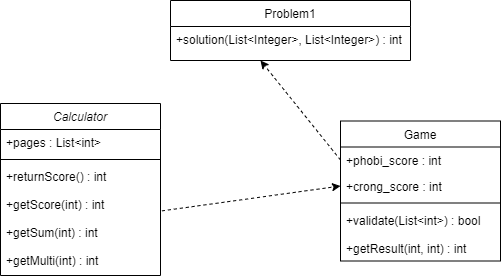 Problem1
+solution(List<Integer>, List<Integer>) : int
Calculator
+pages : List<int>
+returnScore() : int
+getScore(int) : int
+getSum(int) : int
+getMulti(int) : int
Game
+phobi_score : int
+crong_score : int
+validate(List<int>) : bool
+getResult(int, int) : int